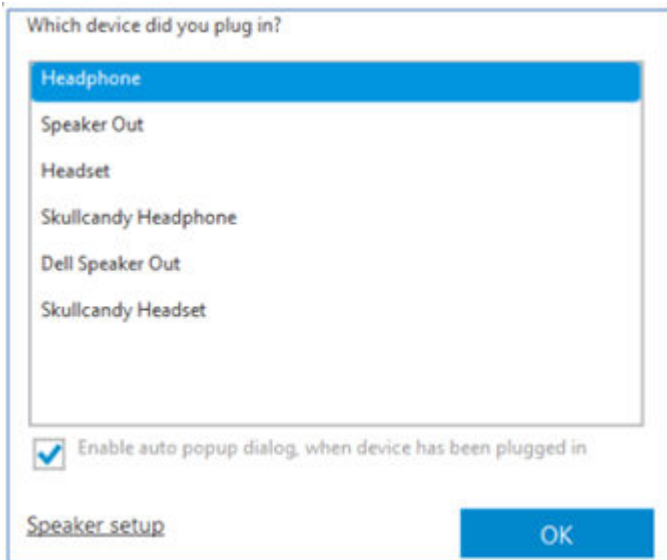 Which device did you plug in?
Headphone
Speaker Out
Headset
Skullcandy Headphone
Dell Speaker Out
Skullcandy Headset
Enable auto popup dialog, when device has been plugged in
Speaker setup
OK